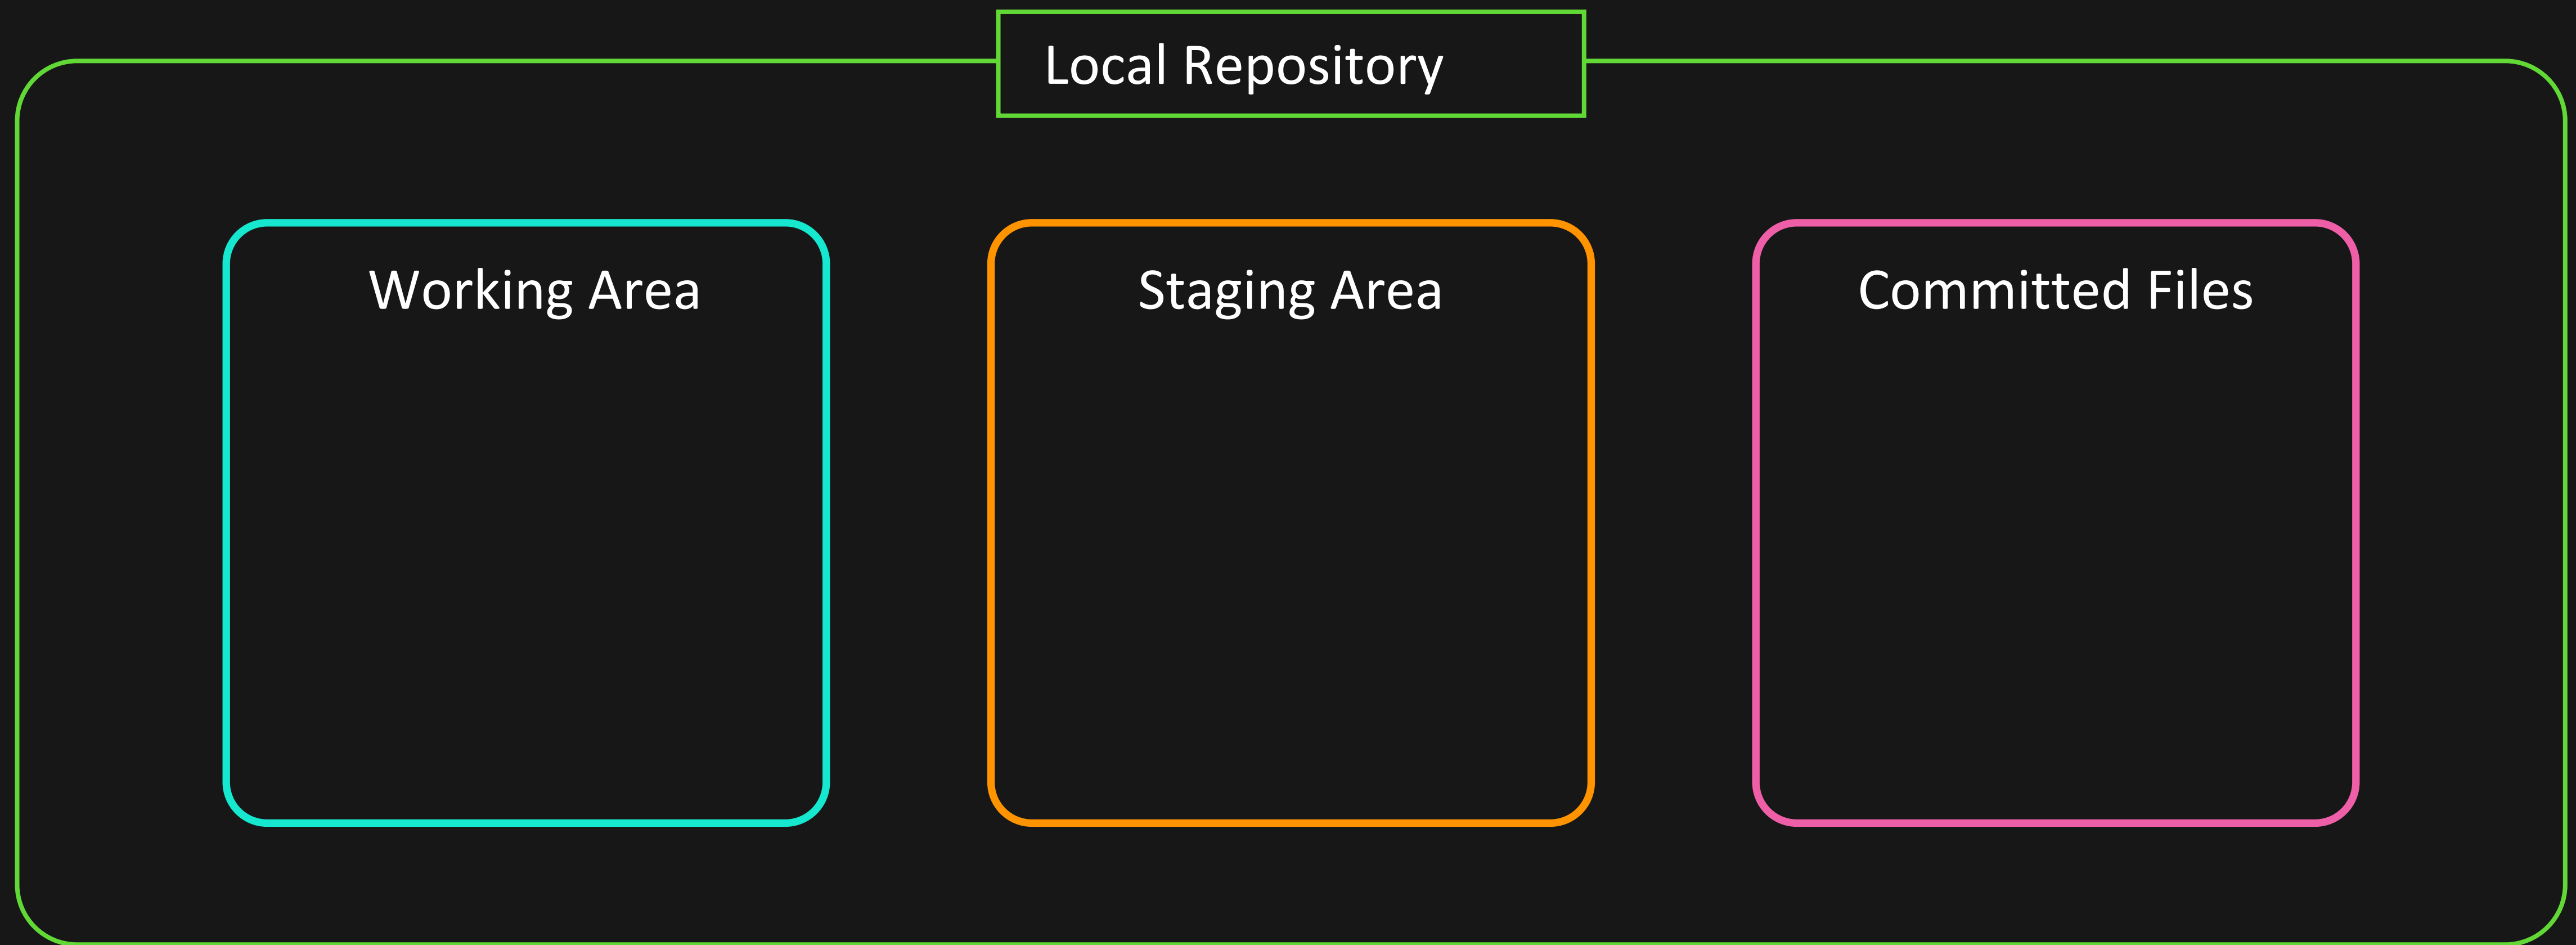 Local Repository
Working Area
Staging Area
Committed Files